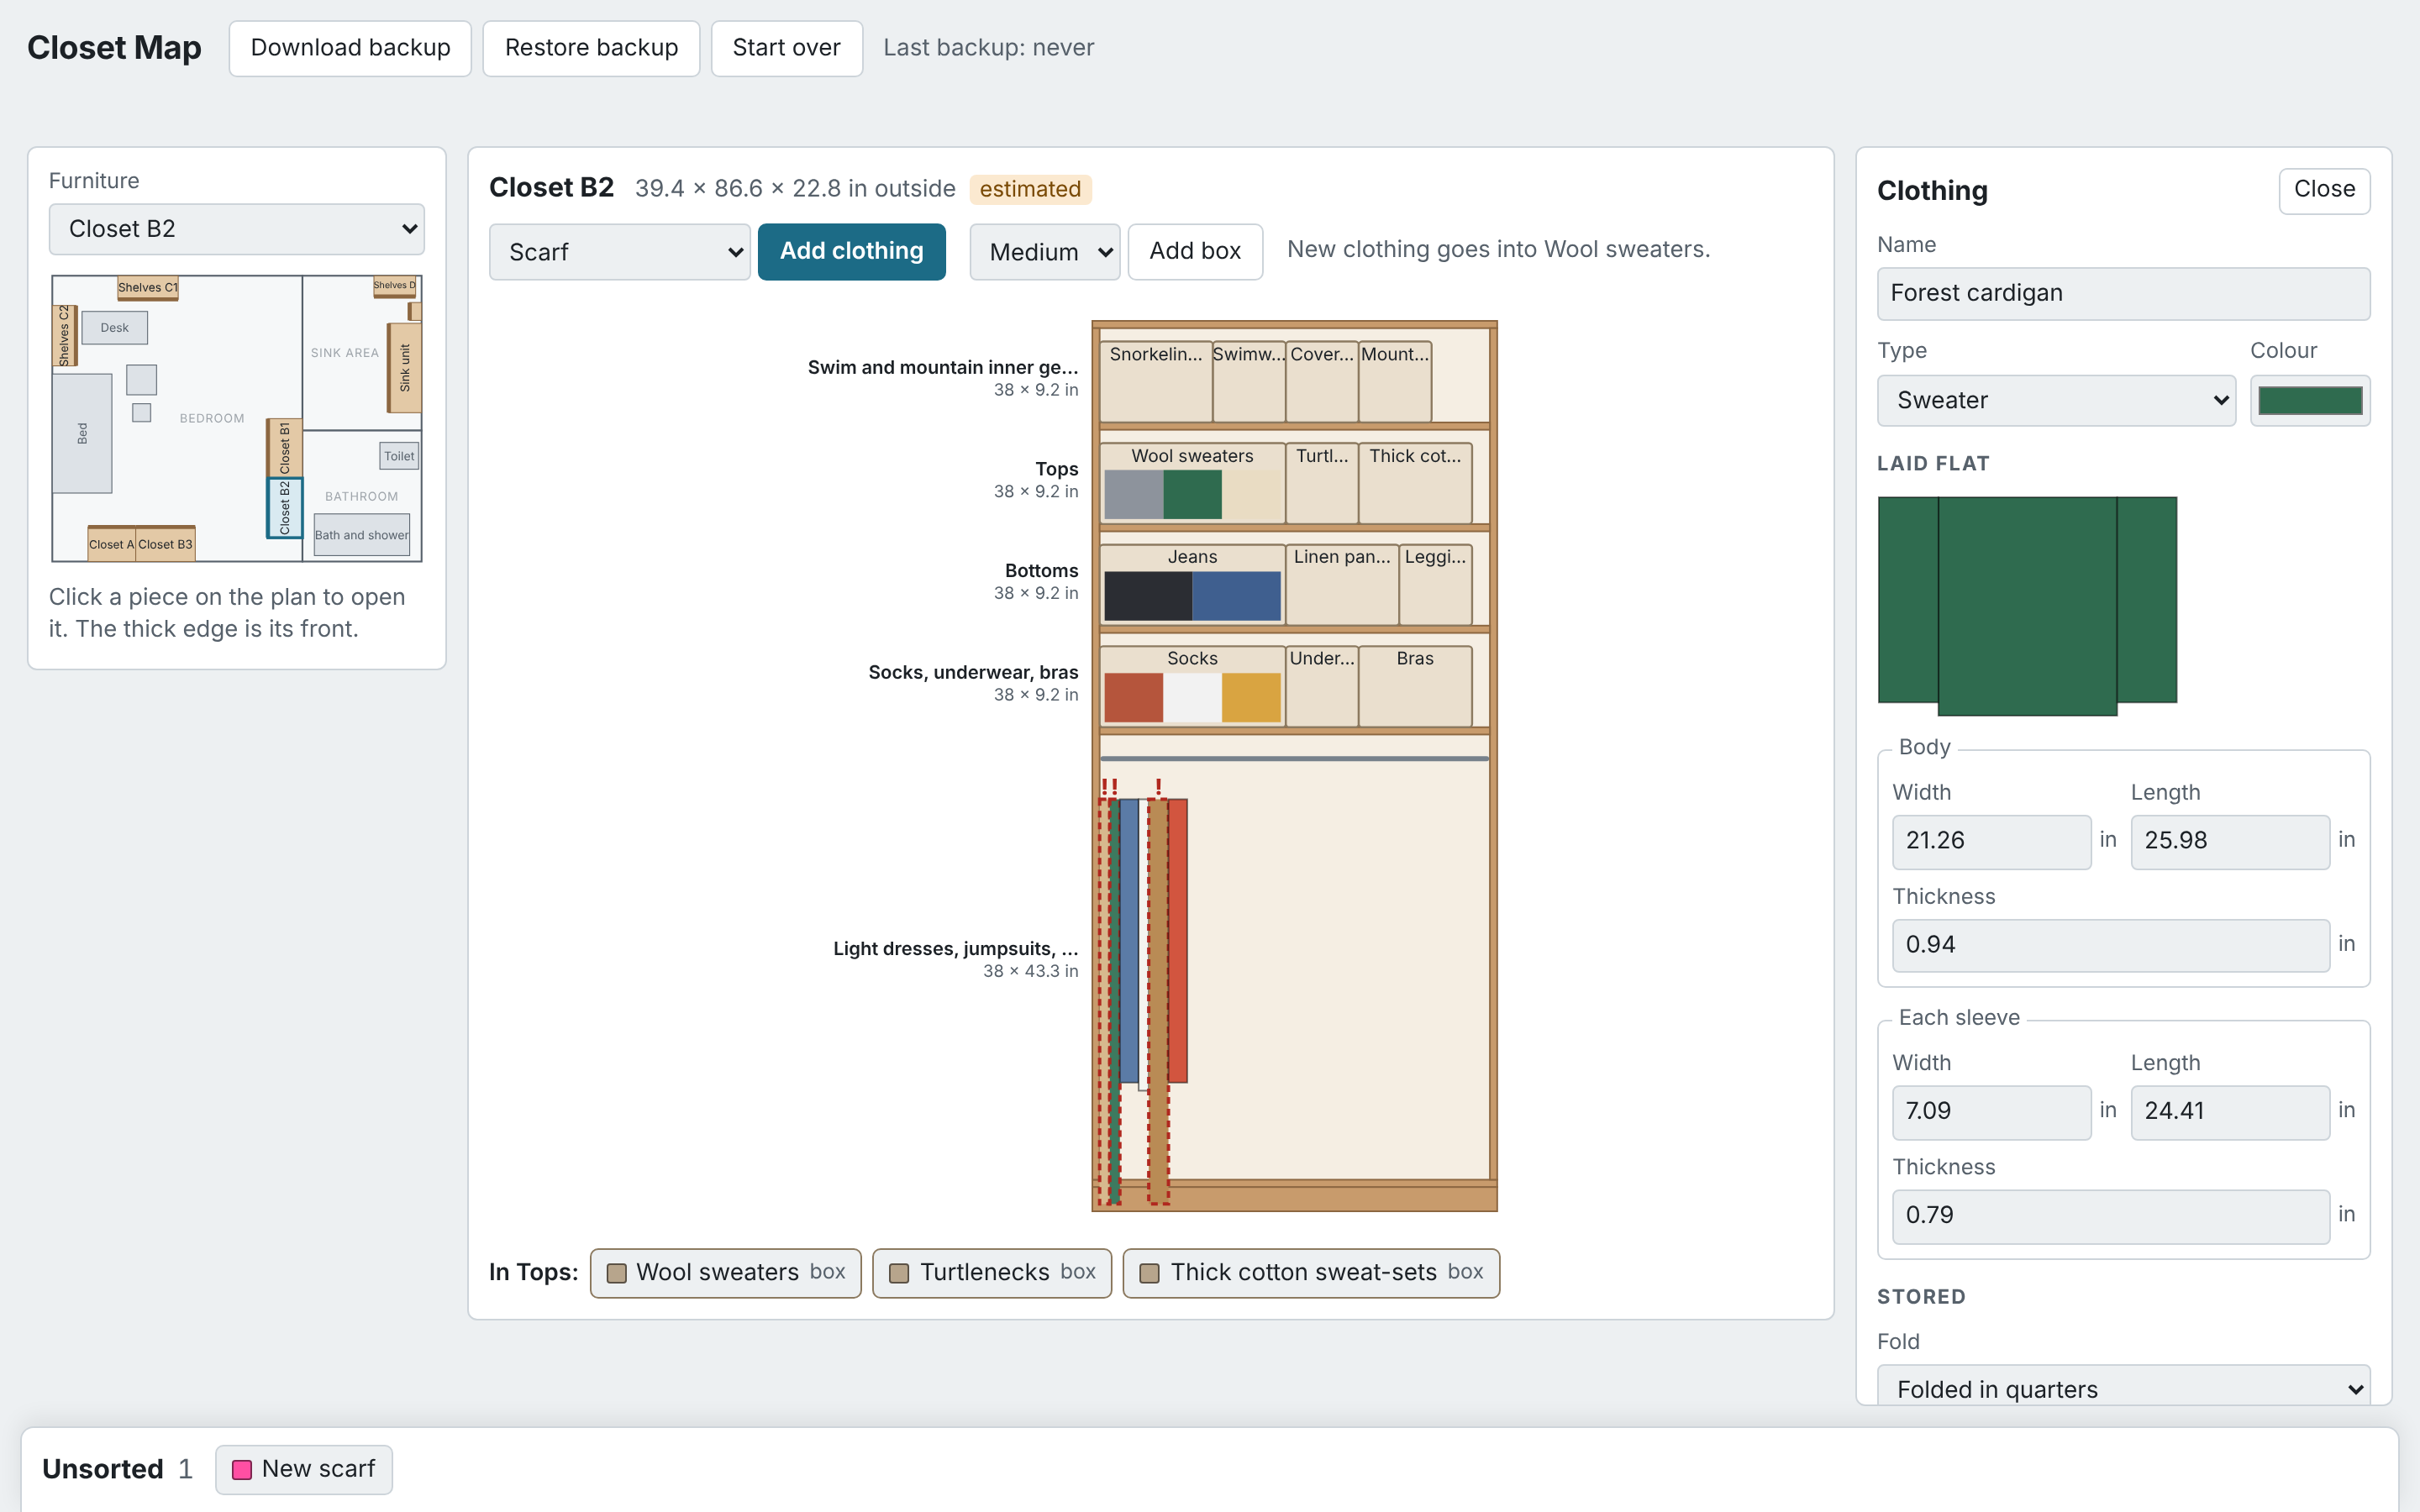 Closet Map
Download backup
Restore backup
Start over
Last backup: never
Furniture
Closet B2
Shelves C1
Shelves D
Shelves C2
Desk
SINK AREA
Sink unit
BEDROOM
Bed
Closet B1
Toilet
Closet B2
BATHROOM
Bath and shower
Closet A
Closet B3
Click a piece on the plan to open
it. The thick edge is its front.
Closet B2
39.4 × 86.6 × 22.8 in outside
estimated
Scarf
Add clothing
Medium
Add box
New clothing goes into Wool sweaters.
Swim and mountain inner ge...
38 × 9.2 in
Snorkelin...
Swimw...
Cover...
Mount...
Tops
38 × 9.2 in
Wool sweaters
Turtl...
Thick cot...
Bottoms
38 × 9.2 in
Jeans
Linen pan...
Leggi...
Socks, underwear, bras
38 × 9.2 in
Socks
Under...
Bras
! ! !
Light dresses, jumpsuits, ...
38 × 43.3 in
In Tops:
Wool sweaters box
Turtlenecks box
Thick cotton sweat-sets box
Clothing
Close
Name
Forest cardigan
Type
Colour
Sweater
LAID FLAT
Body
Width
Length
21.26 in
25.98 in
Thickness
0.94 in
Each sleeve
Width
Length
7.09 in
24.41 in
Thickness
0.79 in
STORED
Fold
Folded in quarters
Unsorted 1
New scarf